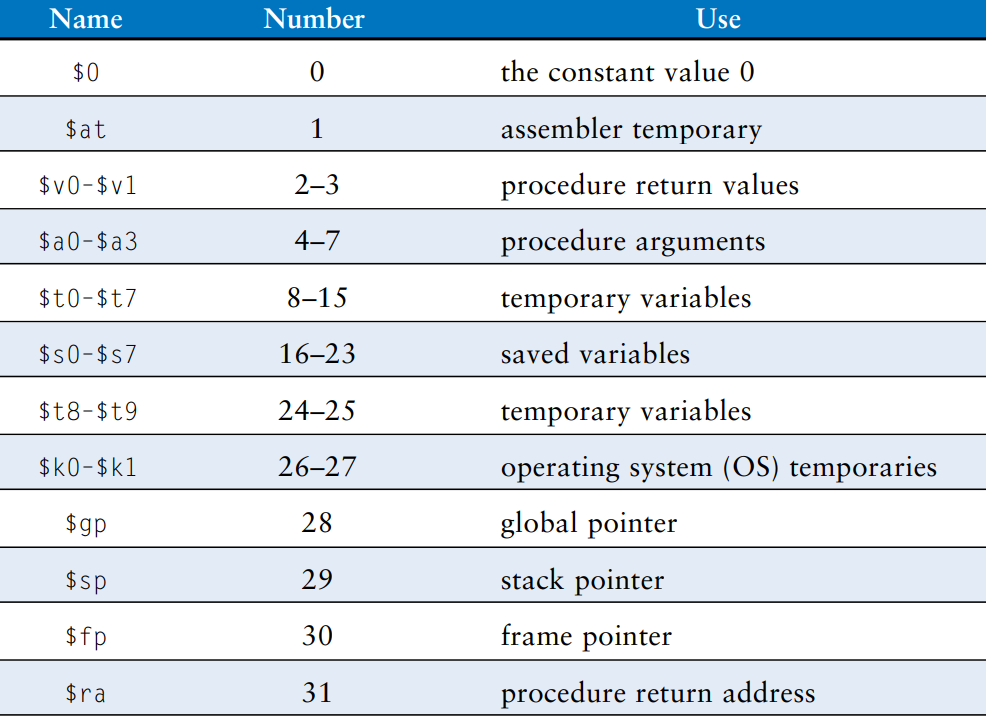 Name Number Use
$0 0 the constant value 0
$at 1 assembler temporary
$v0-$v1 2–3 procedure return values
$a0-$a3 4–7 procedure arguments
$t0-$t7 8–15 temporary variables
$s0-$s7 16–23 saved variables
$t8-$t9 24–25 temporary variables
$k0-$k1 26–27 operating system (OS) temporaries
$gp 28 global pointer
$sp 29 stack pointer
$fp 30 frame pointer
$ra 31 procedure return address